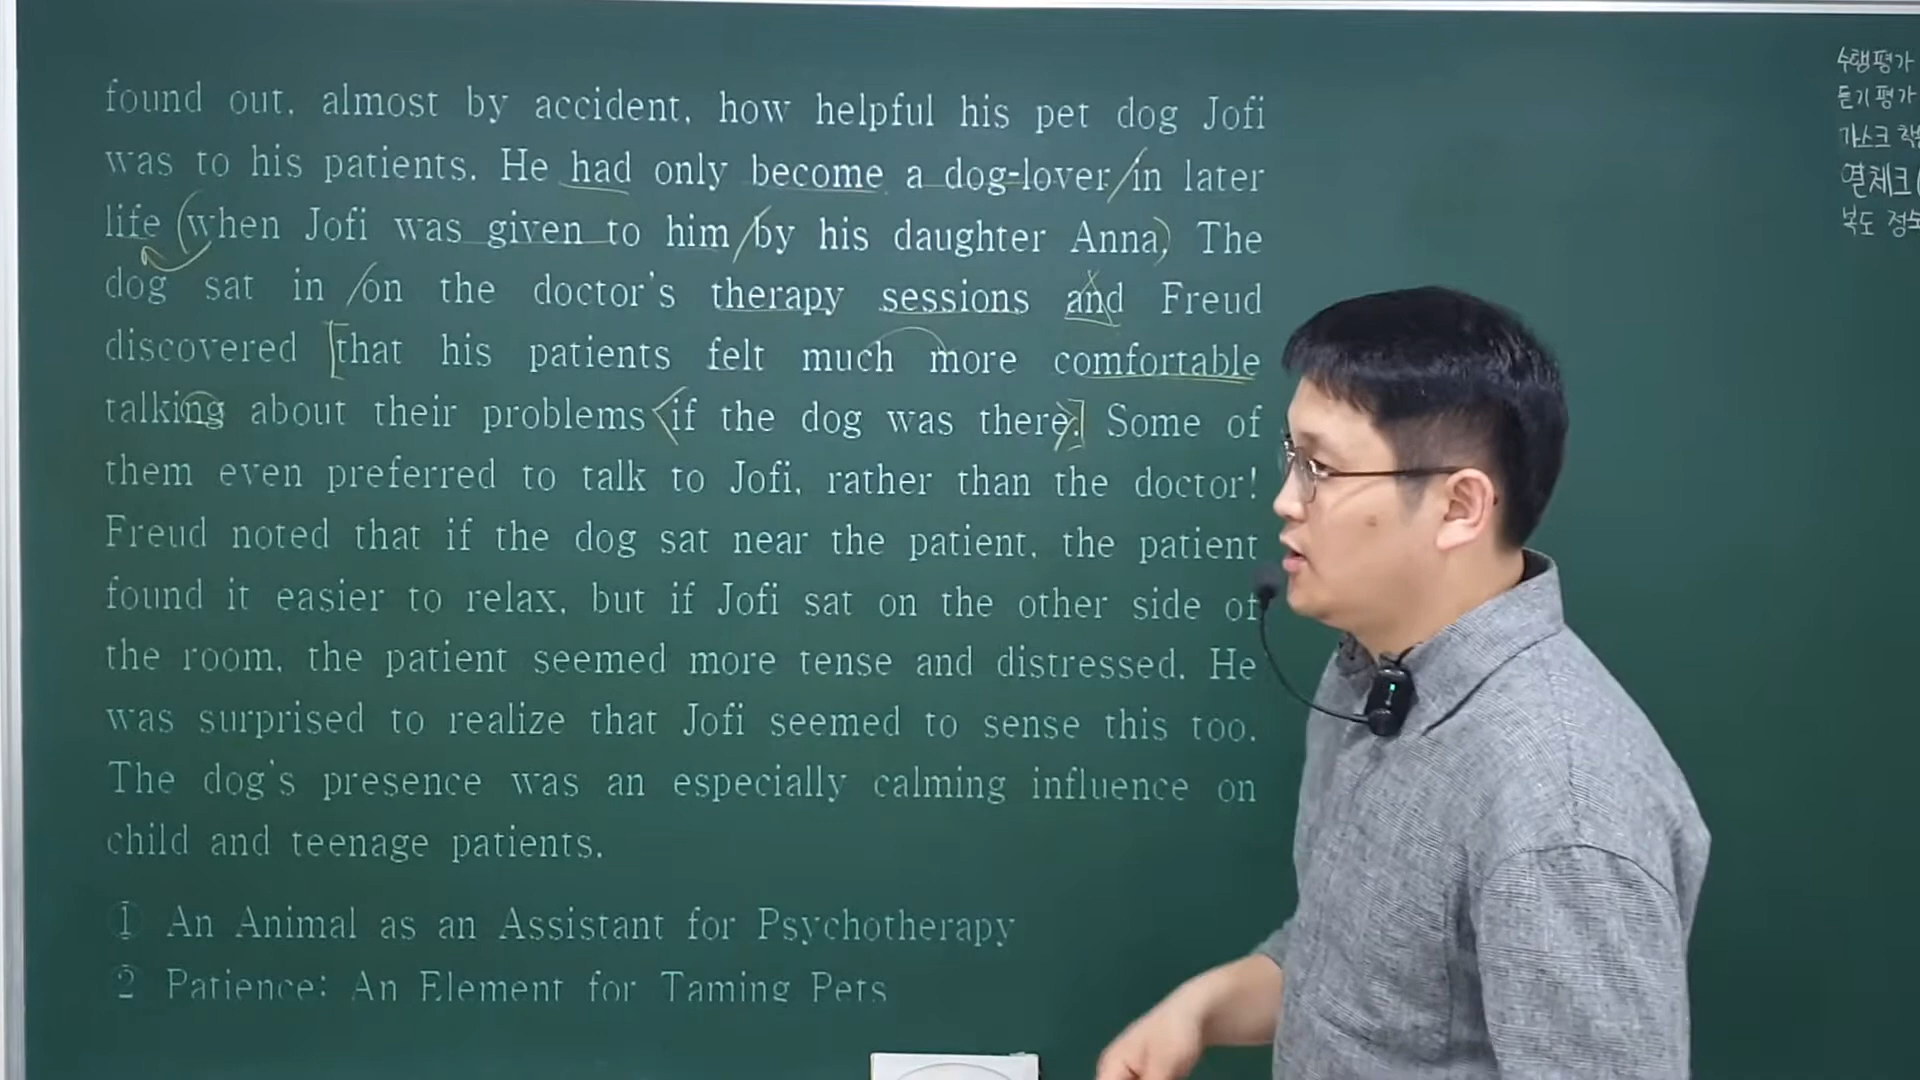 found out, almost by accident, how helpful his pet dog Jofi
was to his patients. He had only become a dog-lover in later
life when Jofi was given to him by his daughter Anna. The
dog sat in on the doctor's therapy sessions and Freud
discovered that his patients felt much more comfortable
talking about their problems if the dog was there. Some of
them even preferred to talk to Jofi, rather than the doctor!
Freud noted that if the dog sat near the patient, the patient
found it easier to relax, but if Jofi sat on the other side of
the room, the patient seemed more tense and distressed. He
was surprised to realize that Jofi seemed to sense this too.
The dog's presence was an especially calming influence on
child and teenage patients.
① An Animal as an Assistant for Psychotherapy
② Patience: An Element for Taming Pets
수행평가
듣기평가
열체크
복도